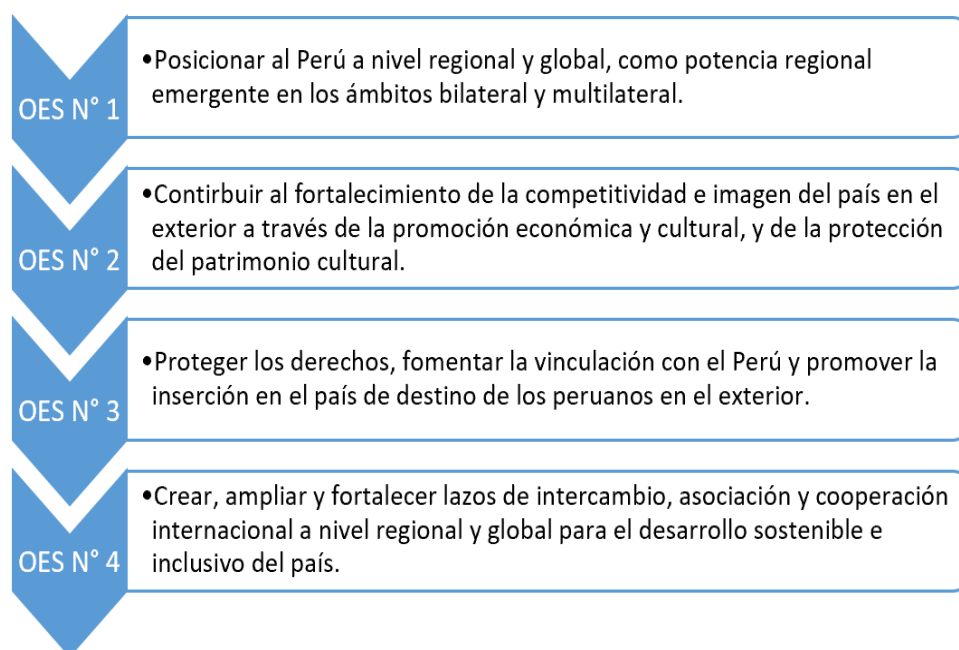 OES N° 1
•Posicionar al Perú a nivel regional y global, como potencia regional
emergente en los ámbitos bilateral y multilateral.
OES N° 2
•Contirbuir al fortalecimiento de la competitividad e imagen del país en el
exterior a través de la promoción económica y cultural, y de la protección
del patrimonio cultural.
OES N° 3
•Proteger los derechos, fomentar la vinculación con el Perú y promover la
inserción en el país de destino de los peruanos en el exterior.
OES N° 4
•Crear, ampliar y fortalecer lazos de intercambio, asociación y cooperación
internacional a nivel regional y global para el desarrollo sostenible e
inclusivo del país.